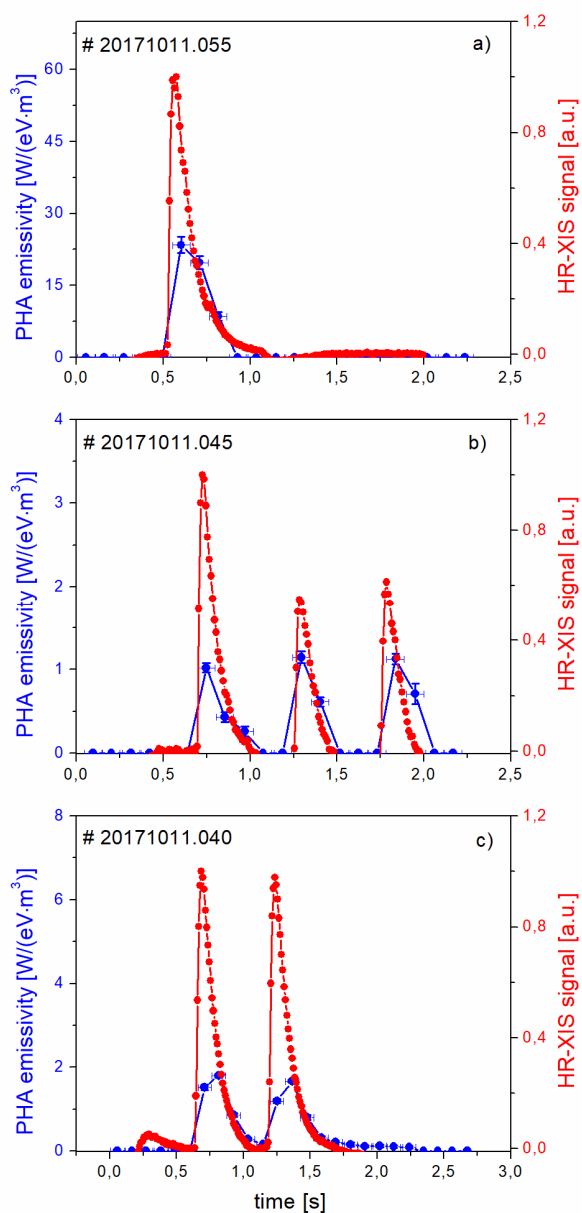 # 20171011.055
a)
PHA emissivity [W/(eV·m³)]
HR-XIS signal [a.u.]
60
45
30
15
0
1,2
0,8
0,4
0,0
0,0 0,5 1,0 1,5 2,0 2,5
# 20171011.045
b)
PHA emissivity [W/(eV·m³)]
HR-XIS signal [a.u.]
4
3
2
1
0
1,2
0,8
0,4
0,0
0,0 0,5 1,0 1,5 2,0 2,5
# 20171011.040
c)
PHA emissivity [W/(eV·m³)]
HR-XIS signal [a.u.]
8
6
4
2
0
1,2
0,8
0,4
0,0
0,0 0,5 1,0 1,5 2,0 2,5 3,0
time [s]